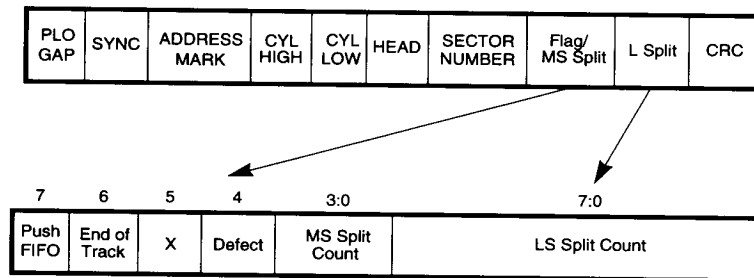 PLO GAP SYNC ADDRESS MARK CYL HIGH CYL LOW HEAD SECTOR NUMBER Flag/ MS Split L Split CRC
7 6 5 4 3:0 7:0
Push FIFO End of Track X Defect MS Split Count LS Split Count